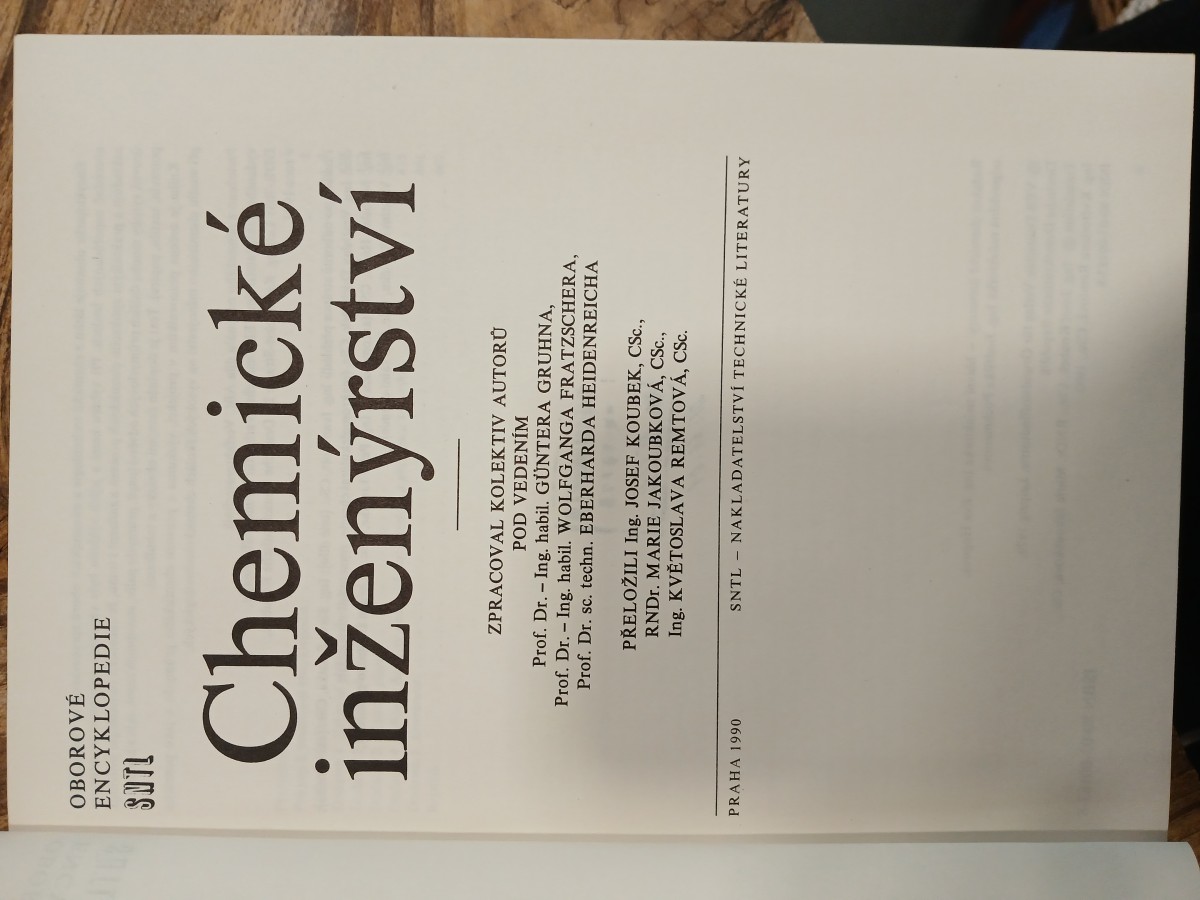 OBOROVÉ
ENCYKLOPEDIE
SNTL
Chemické
inženýrství
ZPRACOVAL KOLEKTIV AUTORŮ
POD VEDENÍM
Prof. Dr. – Ing. habil. GÜNTERA GRUHNA,
Prof. Dr. – Ing. habil. WOLFGANGA FRATZSCHERA,
Prof. Dr. sc. techn. EBERHARDA HEIDENREICHA
PŘELOŽILI Ing. JOSEF KOUBEK, CSc.,
RNDr. MARIE JAKOUBKOVÁ, CSc.,
Ing. KVĚTOSLAVA REMTOVÁ, CSc.
PRAHA 1990 SNTL – NAKLADATELSTVÍ TECHNICKÉ LITERATURY